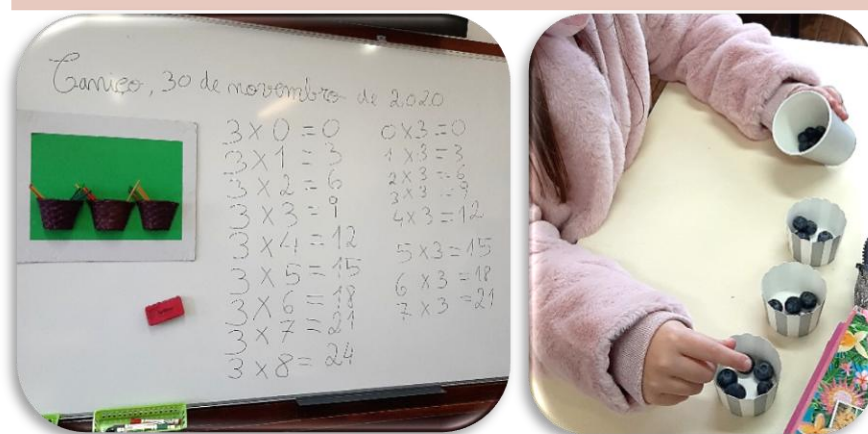 Caniço, 30 de novembro de 2020
3 x 0 = 0
3 x 1 = 3
3 x 2 = 6
3 x 3 = 9
3 x 4 = 12
3 x 5 = 15
3 x 6 = 18
3 x 7 = 21
3 x 8 = 24
0 x 3 = 0
1 x 3 = 3
2 x 3 = 6
3 x 3 = 9
4 x 3 = 12
5 x 3 = 15
6 x 3 = 18
7 x 3 = 21